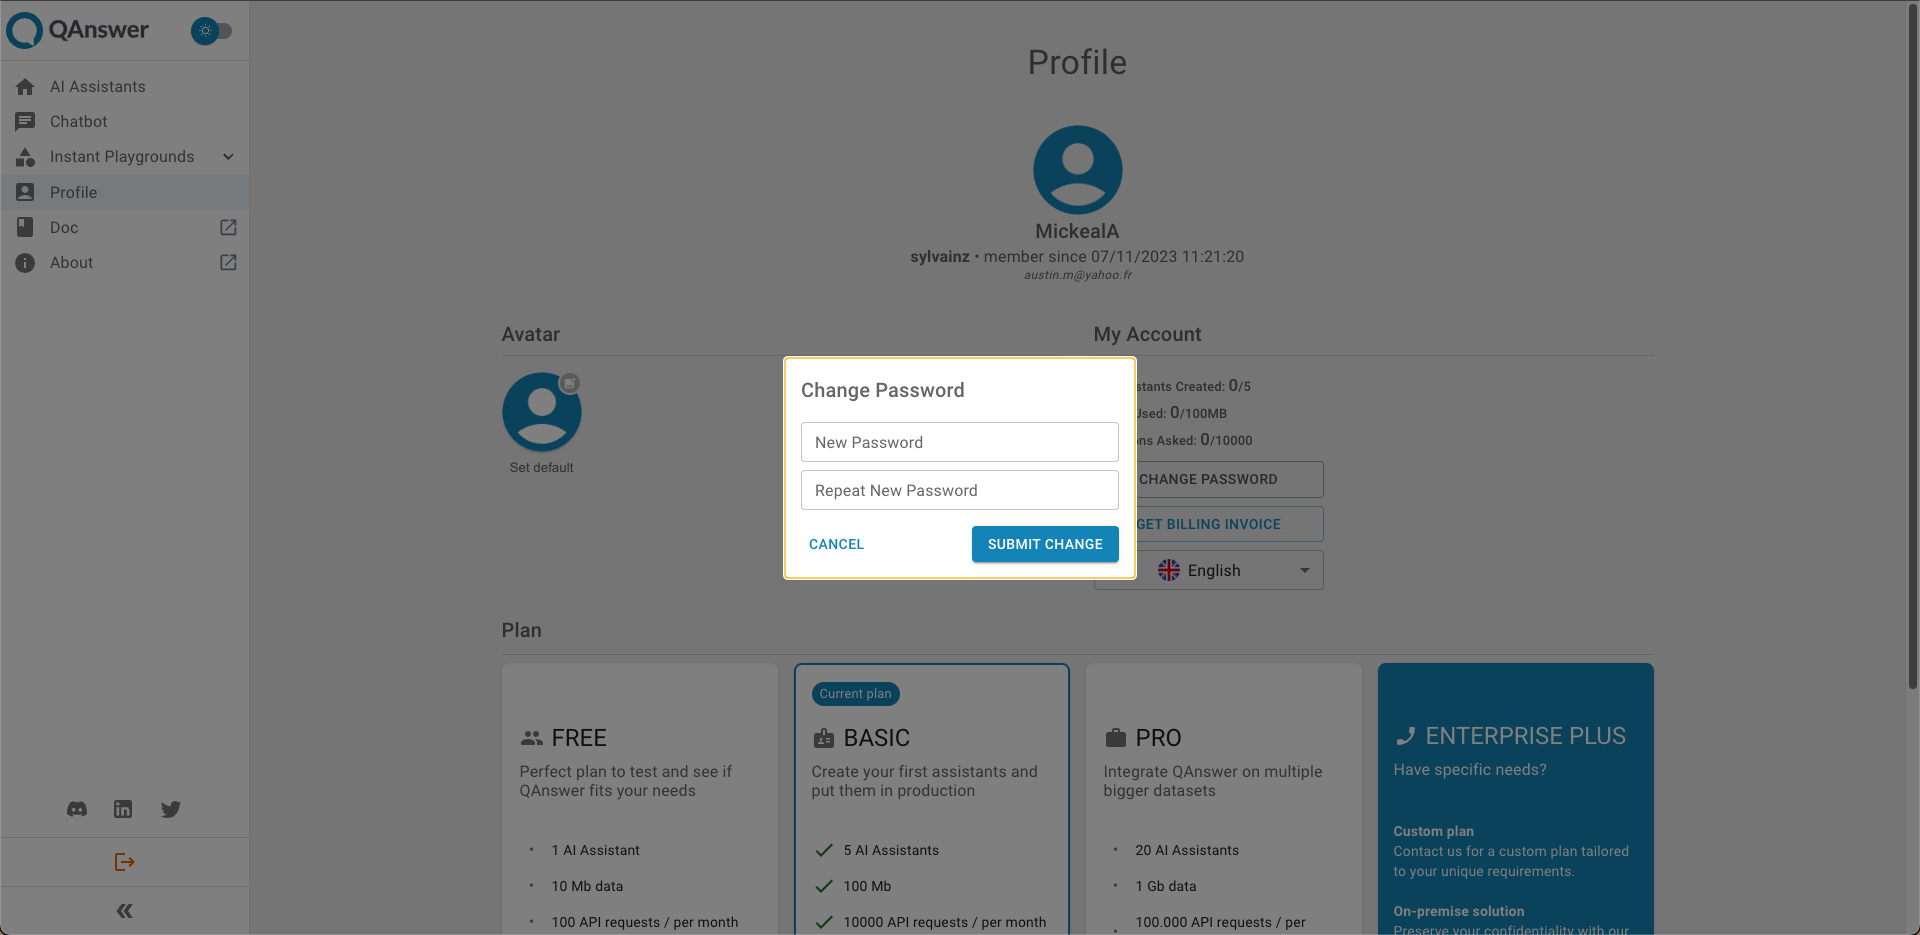 QAnswer
AI Assistants
Chatbot
Instant Playgrounds
Profile
Doc
About
Profile
MickealA
sylvainz • member since 07/11/2023 11:21:20
austin.m@yahoo.fr
Avatar
Set default
My Account
Created: 0/5
0/100MB
Asked: 0/10000
CHANGE PASSWORD
GET BILLING INVOICE
English
Change Password
New Password
Repeat New Password
CANCEL
SUBMIT CHANGE
Plan
FREE
Perfect plan to test and see if
QAnswer fits your needs
• 1 AI Assistant
• 10 Mb data
• 100 API requests / per month
Current plan
BASIC
Create your first assistants and
put them in production
5 AI Assistants
100 Mb
10000 API requests / per month
PRO
Integrate QAnswer on multiple
bigger datasets
• 20 AI Assistants
• 1 Gb data
• 100.000 API requests / per
ENTERPRISE PLUS
Have specific needs?
Custom plan
Contact us for a custom plan tailored
to your unique requirements.
On-premise solution
Preserve your confidentiality with our